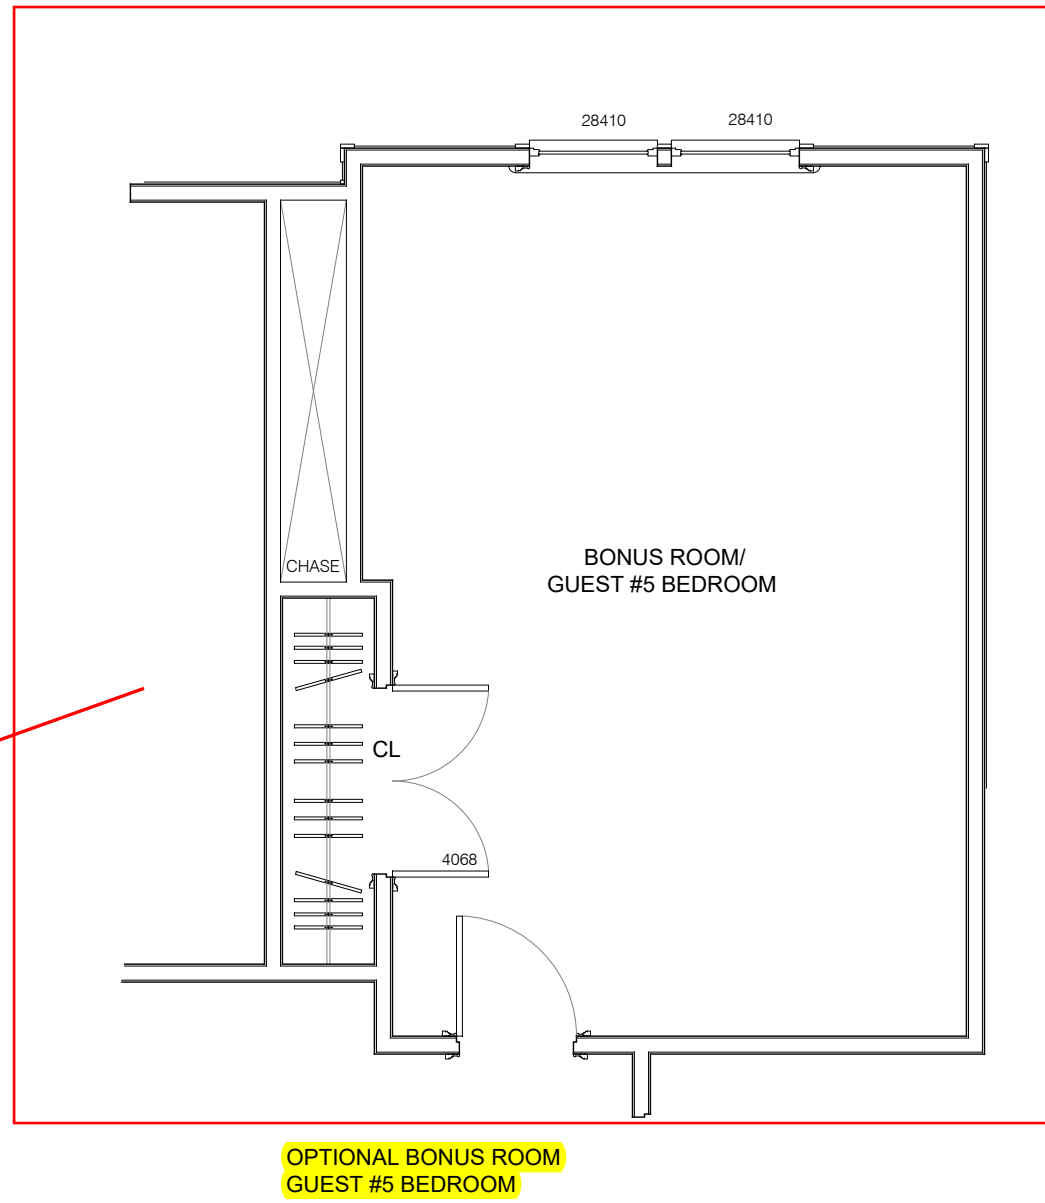 28410
28410
CHASE
BONUS ROOM/
GUEST #5 BEDROOM
CL
4068
OPTIONAL BONUS ROOM
GUEST #5 BEDROOM